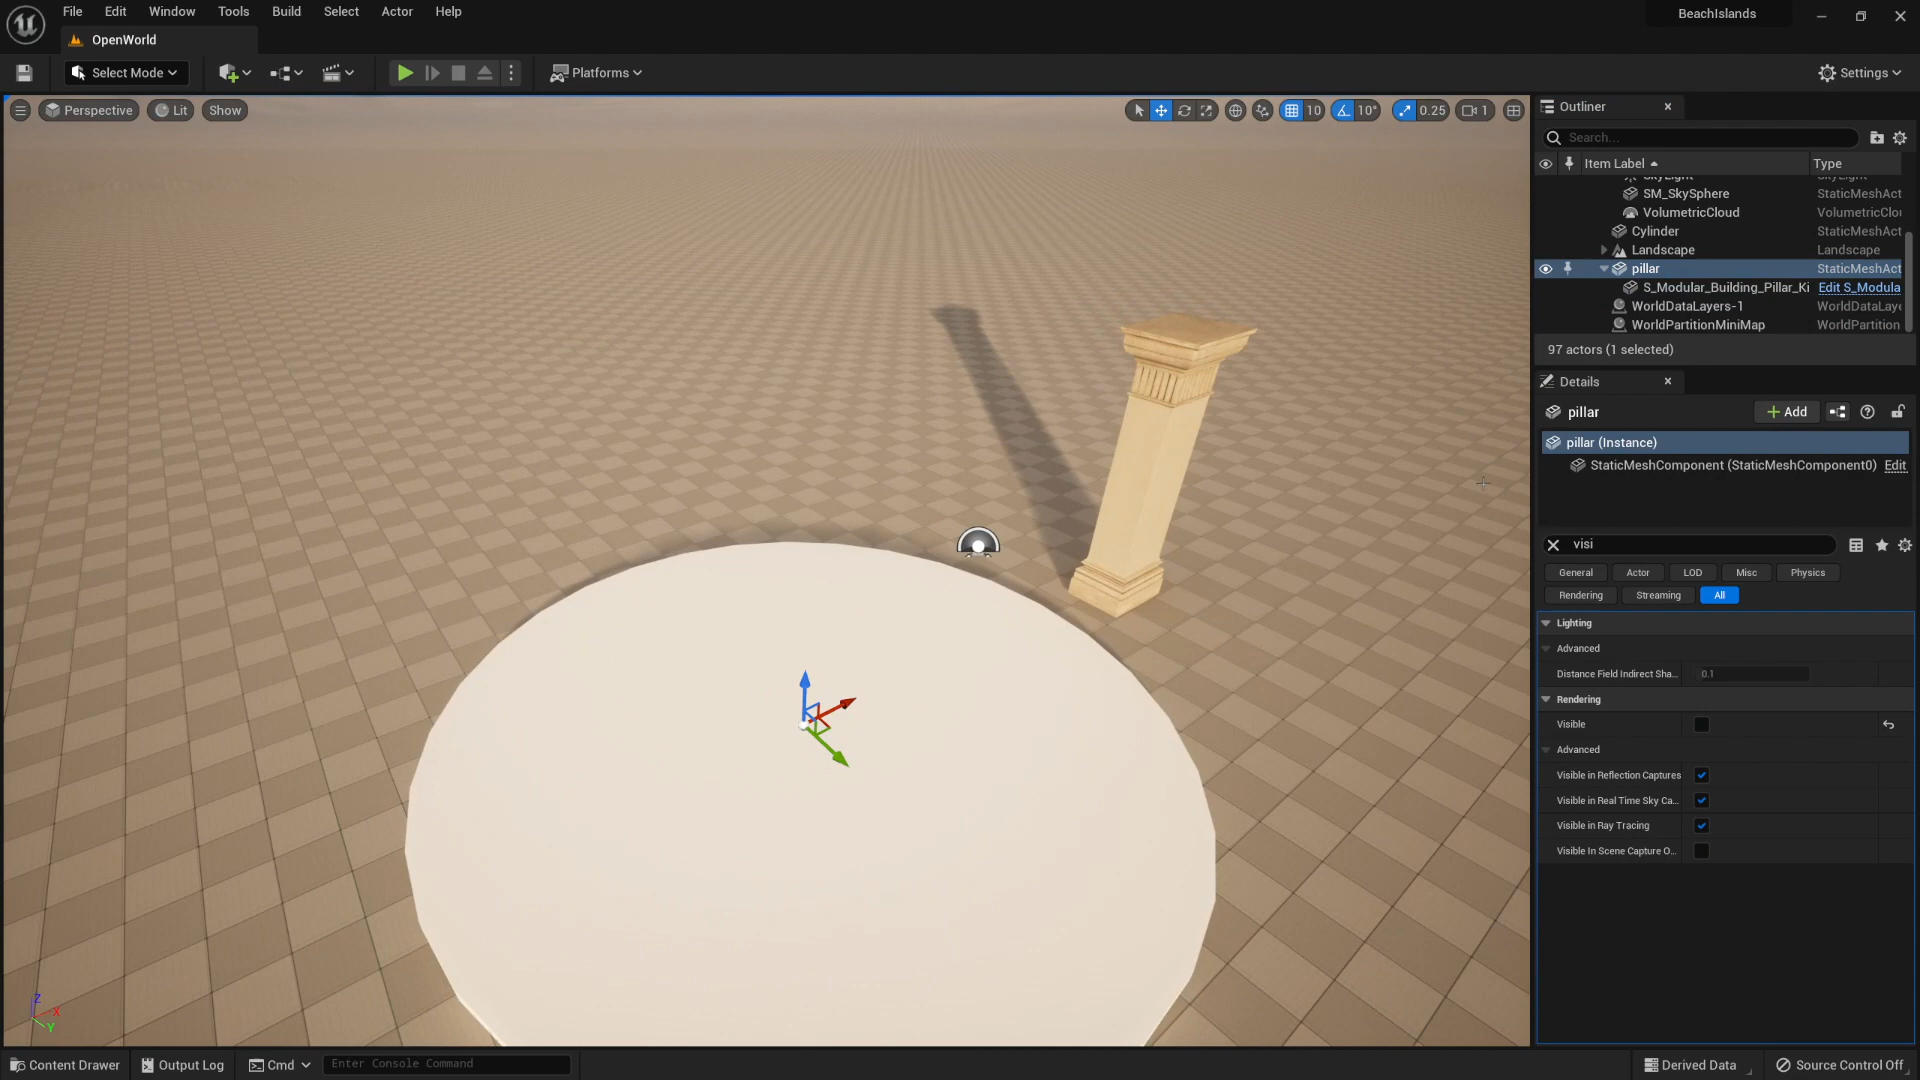 File Edit Window Tools Build Select Actor Help
BeachIslands
OpenWorld
Select Mode
Platforms
Settings
Perspective
Lit
Show
10
10°
0.25
1
Outliner
Search...
Item Label
Type
SkyLight SkyLight
SM_SkySphere StaticMeshAct
VolumetricCloud VolumetricClou
Cylinder StaticMeshAct
Landscape Landscape
pillar StaticMeshAct
S_Modular_Building_Pillar_Ki Edit S_Modula
WorldDataLayers-1 WorldDataLaye
WorldPartitionMiniMap WorldPartition
97 actors (1 selected)
Details
pillar
Add
pillar (Instance)
StaticMeshComponent (StaticMeshComponent0) Edit
visi
General Actor LOD Misc Physics
Rendering Streaming All
Lighting
Advanced
Distance Field Indirect Sha... 0.1
Rendering
Visible
Advanced
Visible in Reflection Captures
Visible in Real Time Sky Ca...
Visible in Ray Tracing
Visible In Scene Capture O...
Z
X
Y
Content Drawer
Output Log
Cmd
Enter Console Command
Derived Data
Source Control Off